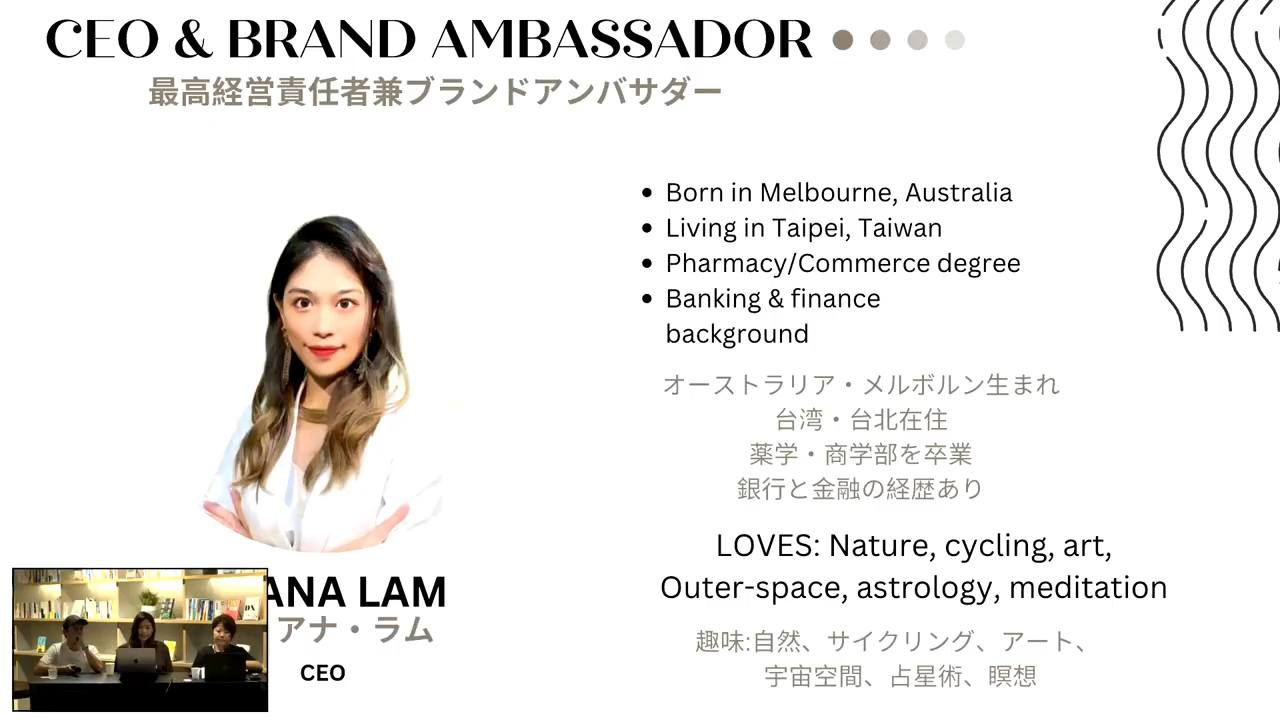 CEO & BRAND AMBASSADOR
最高経営責任者兼ブランドアンバサダー
Born in Melbourne, Australia
Living in Taipei, Taiwan
Pharmacy/Commerce degree
Banking & finance
background
オーストラリア・メルボルン生まれ
台湾・台北在住
薬学・商学部を卒業
銀行と金融の経歴あり
LOVES: Nature, cycling, art,
Outer-space, astrology, meditation
趣味:自然、サイクリング、アート、
宇宙空間、占星術、瞑想
ANA LAM
アナ・ラム
CEO